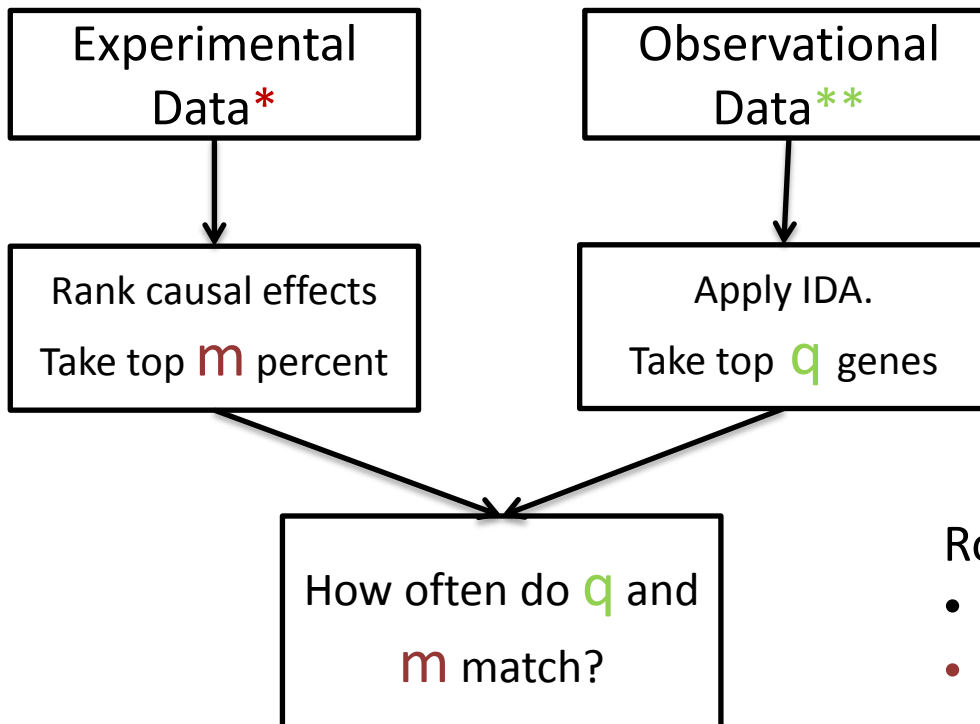 Experimental
Data*
Observational
Data**
Rank causal effects
Take top m percent
Apply IDA.
Take top q genes
How often do q and
m match?